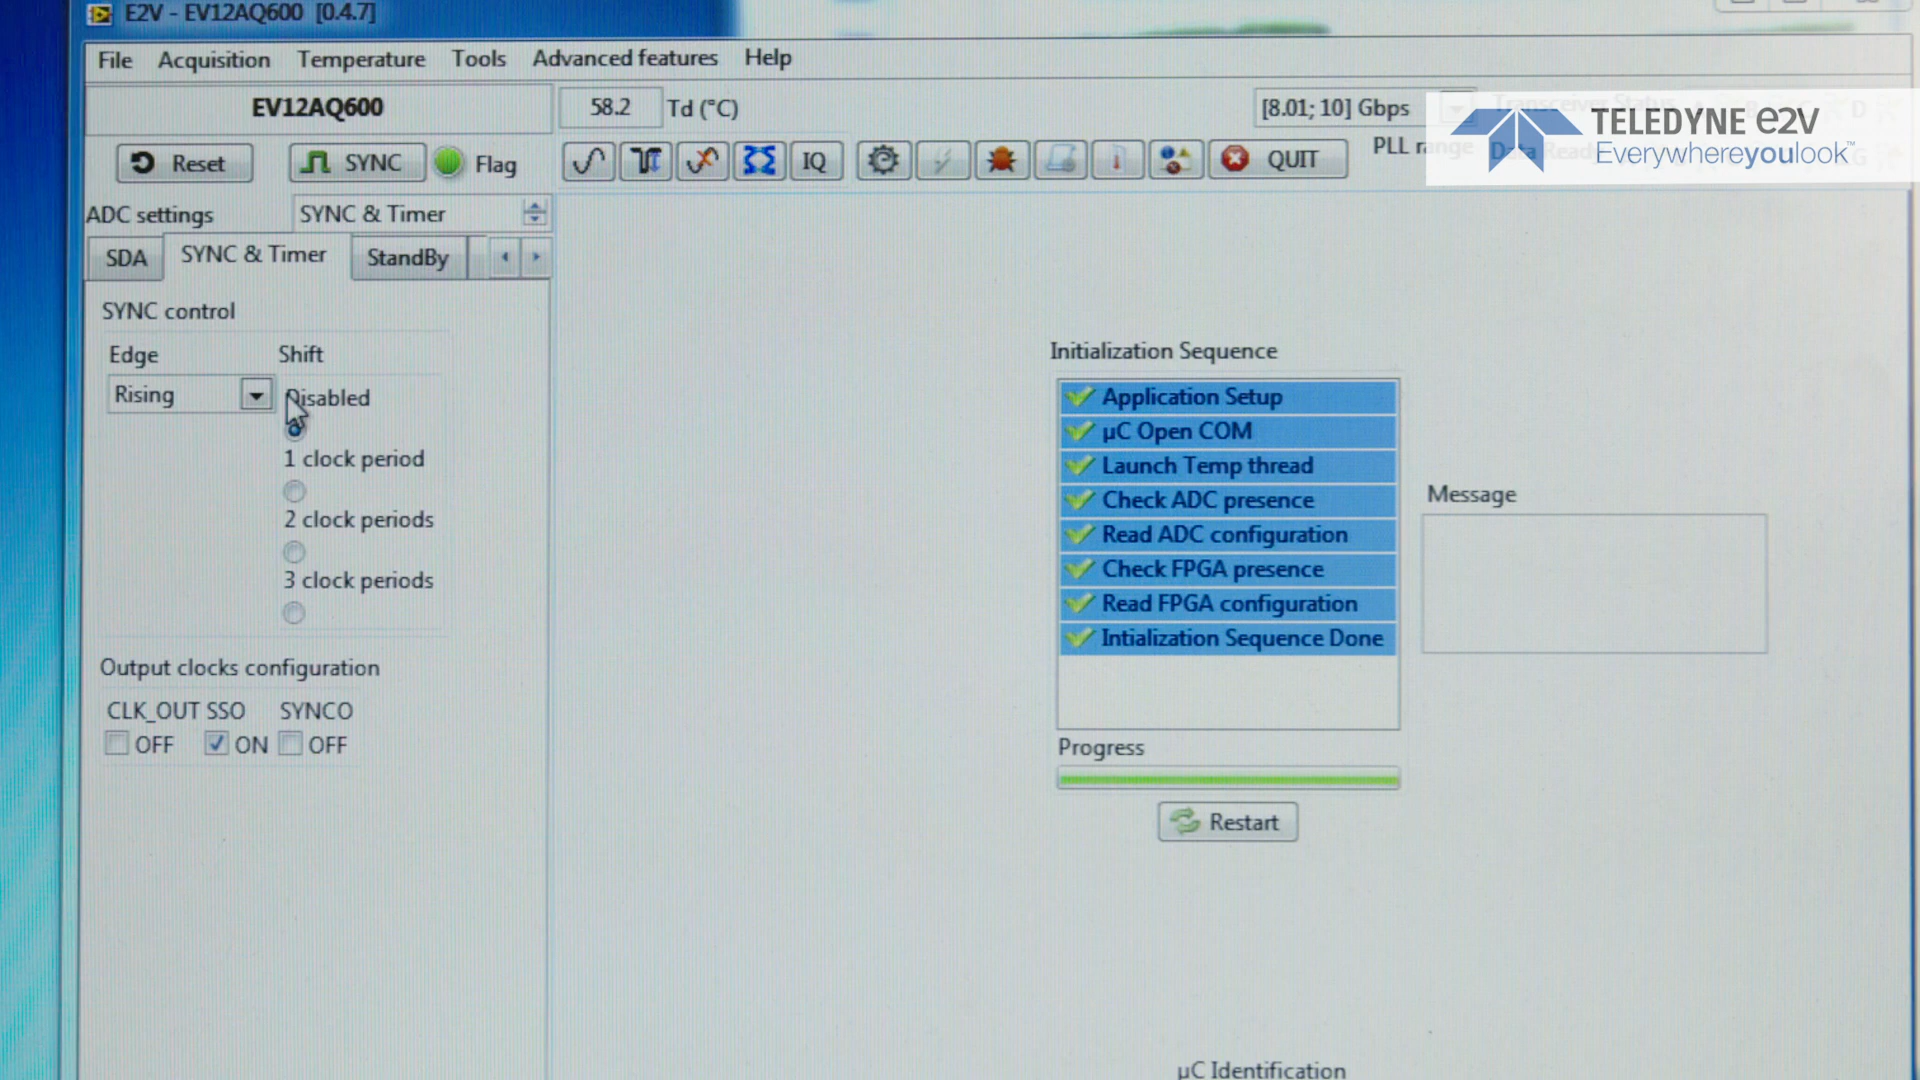 E2V - EV12AQ600 [0.4.7]
File Acquisition Temperature Tools Advanced features Help
EV12AQ600
58.2 Td (°C)
[8.01; 10] Gbps
PLL range
TELEDYNE e2v
Everywhereyoulook™
Reset SYNC Flag
IQ
QUIT
ADC settings SYNC & Timer
SDA SYNC & Timer StandBy
SYNC control
Edge Shift
Rising
Disabled
1 clock period
2 clock periods
3 clock periods
Output clocks configuration
CLK_OUT SSO SYNCO
OFF ON OFF
Initialization Sequence
Application Setup
µC Open COM
Launch Temp thread
Check ADC presence
Read ADC configuration
Check FPGA presence
Read FPGA configuration
Intialization Sequence Done
Message
Progress
Restart
µC Identification